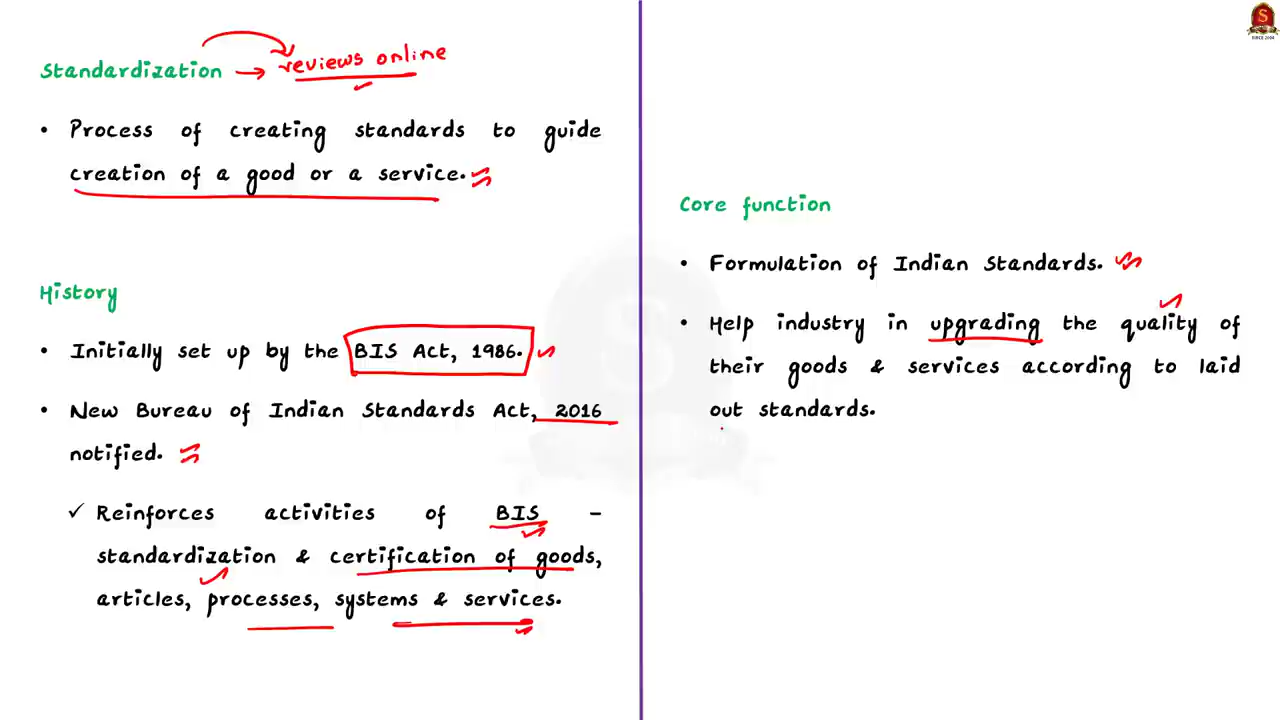 Standardization → reviews online
• Process of creating standards to guide
creation of a good or a service.
History
• Initially set up by the BIS Act, 1986.
• New Bureau of Indian Standards Act, 2016
notified.
✓ Reinforces activities of BIS –
standardization & certification of goods,
articles, processes, systems & services.
Core function
• Formulation of Indian Standards.
• Help industry in upgrading the quality of
their goods & services according to laid
out standards.
S
SINCE 2004